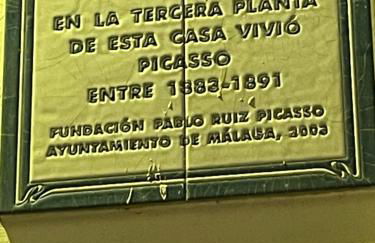 EN LA TERCERA PLANTA
DE ESTA CASA VIVIÓ
PICASSO
ENTRE 1883-1891
FUNDACIÓN PABLO RUIZ PICASSO
AYUNTAMIENTO DE MÁLAGA, 2003